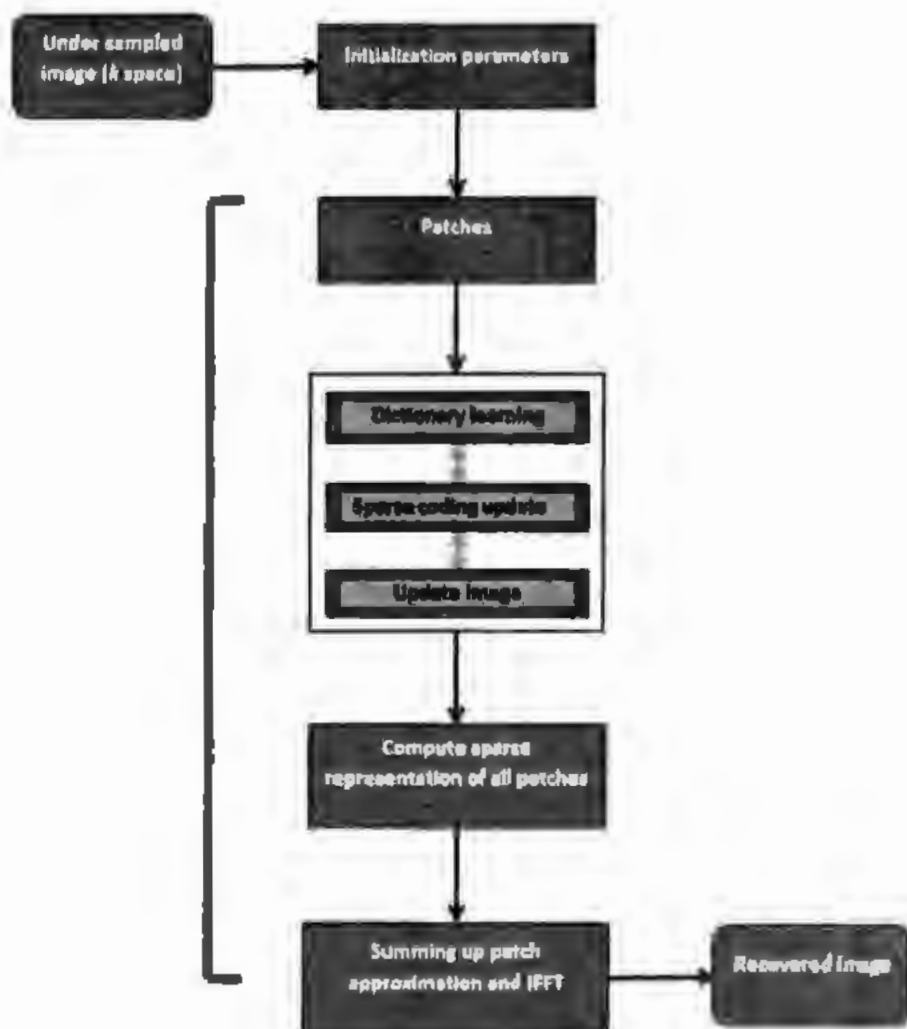 Under sampled
image (k space)
Initialization parameters
Patches
Dictionary learning
Sparse coding update
Update image
Compute sparse
representation of all patches
Summing up patch
approximation and IFFT
Recovered image